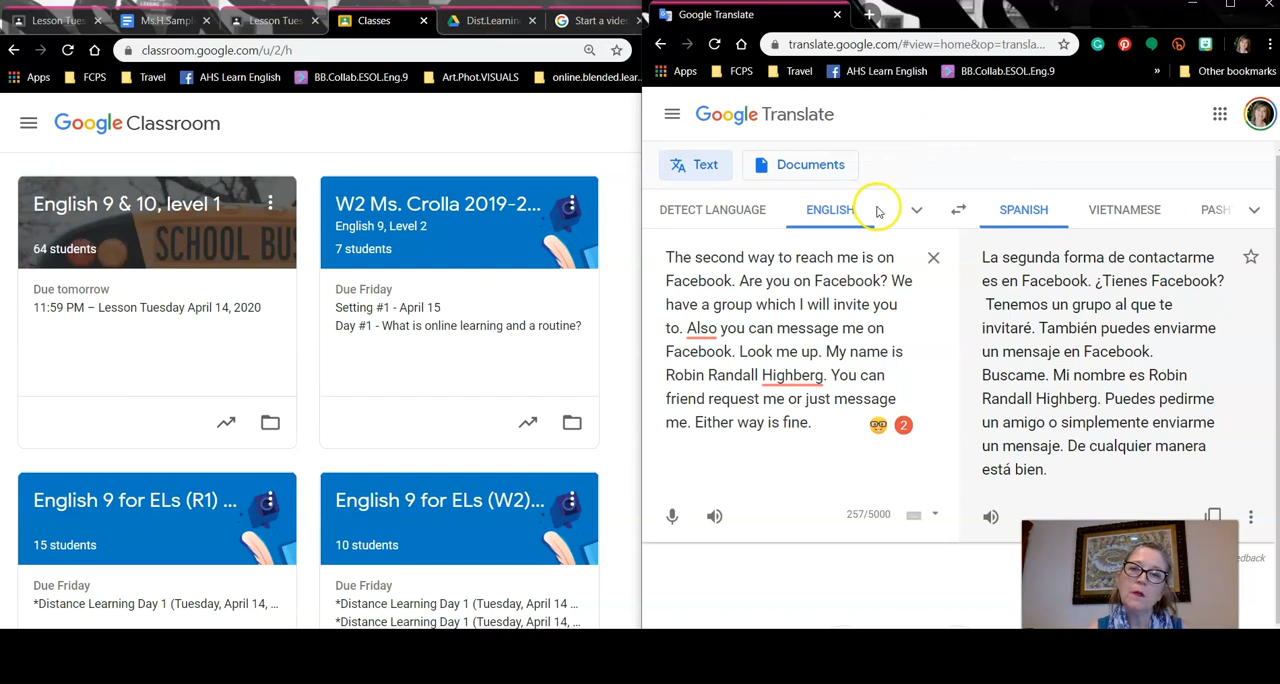 Lesson Tues
Ms.H.Sampl
Lesson Tues
Classes
Dist.Learnin
Start a vide
classroom.google.com/u/2/h
Apps
FCPS
Travel
AHS Learn English
BB.Collab.ESOL.Eng.9
Art.Phot.VISUALS
online.blended.lear...
Google Classroom
English 9 & 10, level 1
64 students
Due tomorrow
11:59 PM – Lesson Tuesday April 14, 2020
W2 Ms. Crolla 2019-2...
English 9, Level 2
7 students
Due Friday
Setting #1 - April 15
Day #1 - What is online learning and a routine?
English 9 for ELs (R1) ...
15 students
Due Friday
*Distance Learning Day 1 (Tuesday, April 14, ...
English 9 for ELs (W2)...
10 students
Due Friday
*Distance Learning Day 1 (Tuesday, April 14 ...
*Distance Learning Day 1 (Tuesday, April 14, ...
Google Translate
translate.google.com/#view=home&op=transla...
Apps
FCPS
Travel
AHS Learn English
BB.Collab.ESOL.Eng.9
»
Other bookmarks
Google Translate
Text
Documents
DETECT LANGUAGE
ENGLISH
SPANISH
VIETNAMESE
PASH
The second way to reach me is on
Facebook. Are you on Facebook? We
have a group which I will invite you
to. Also you can message me on
Facebook. Look me up. My name is
Robin Randall Highberg. You can
friend request me or just message
me. Either way is fine.
2
257/5000
La segunda forma de contactarme
es en Facebook. ¿Tienes Facebook?
Tenemos un grupo al que te
invitaré. También puedes enviarme
un mensaje en Facebook.
Buscame. Mi nombre es Robin
Randall Highberg. Puedes pedirme
un amigo o simplemente enviarme
un mensaje. De cualquier manera
está bien.
edback
SCHOOL BUS